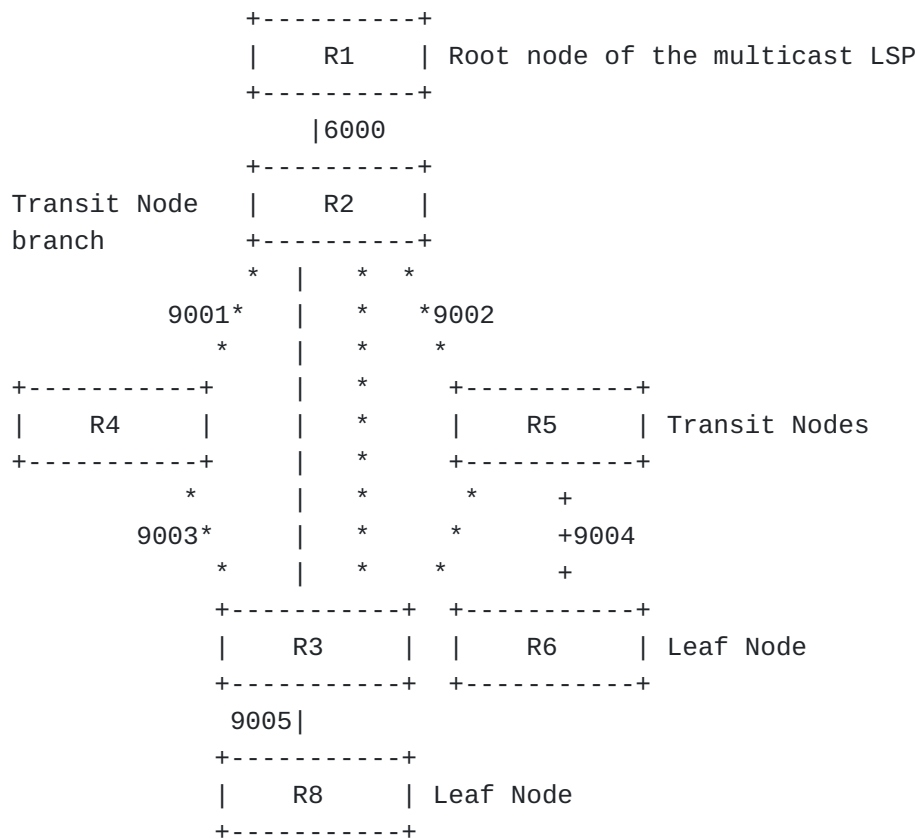 R1 Root node of the multicast LSP
6000
Transit Node R2
branch
9001 9002
R4 R5 Transit Nodes
9003 9004
R3 R6 Leaf Node
9005
R8 Leaf Node